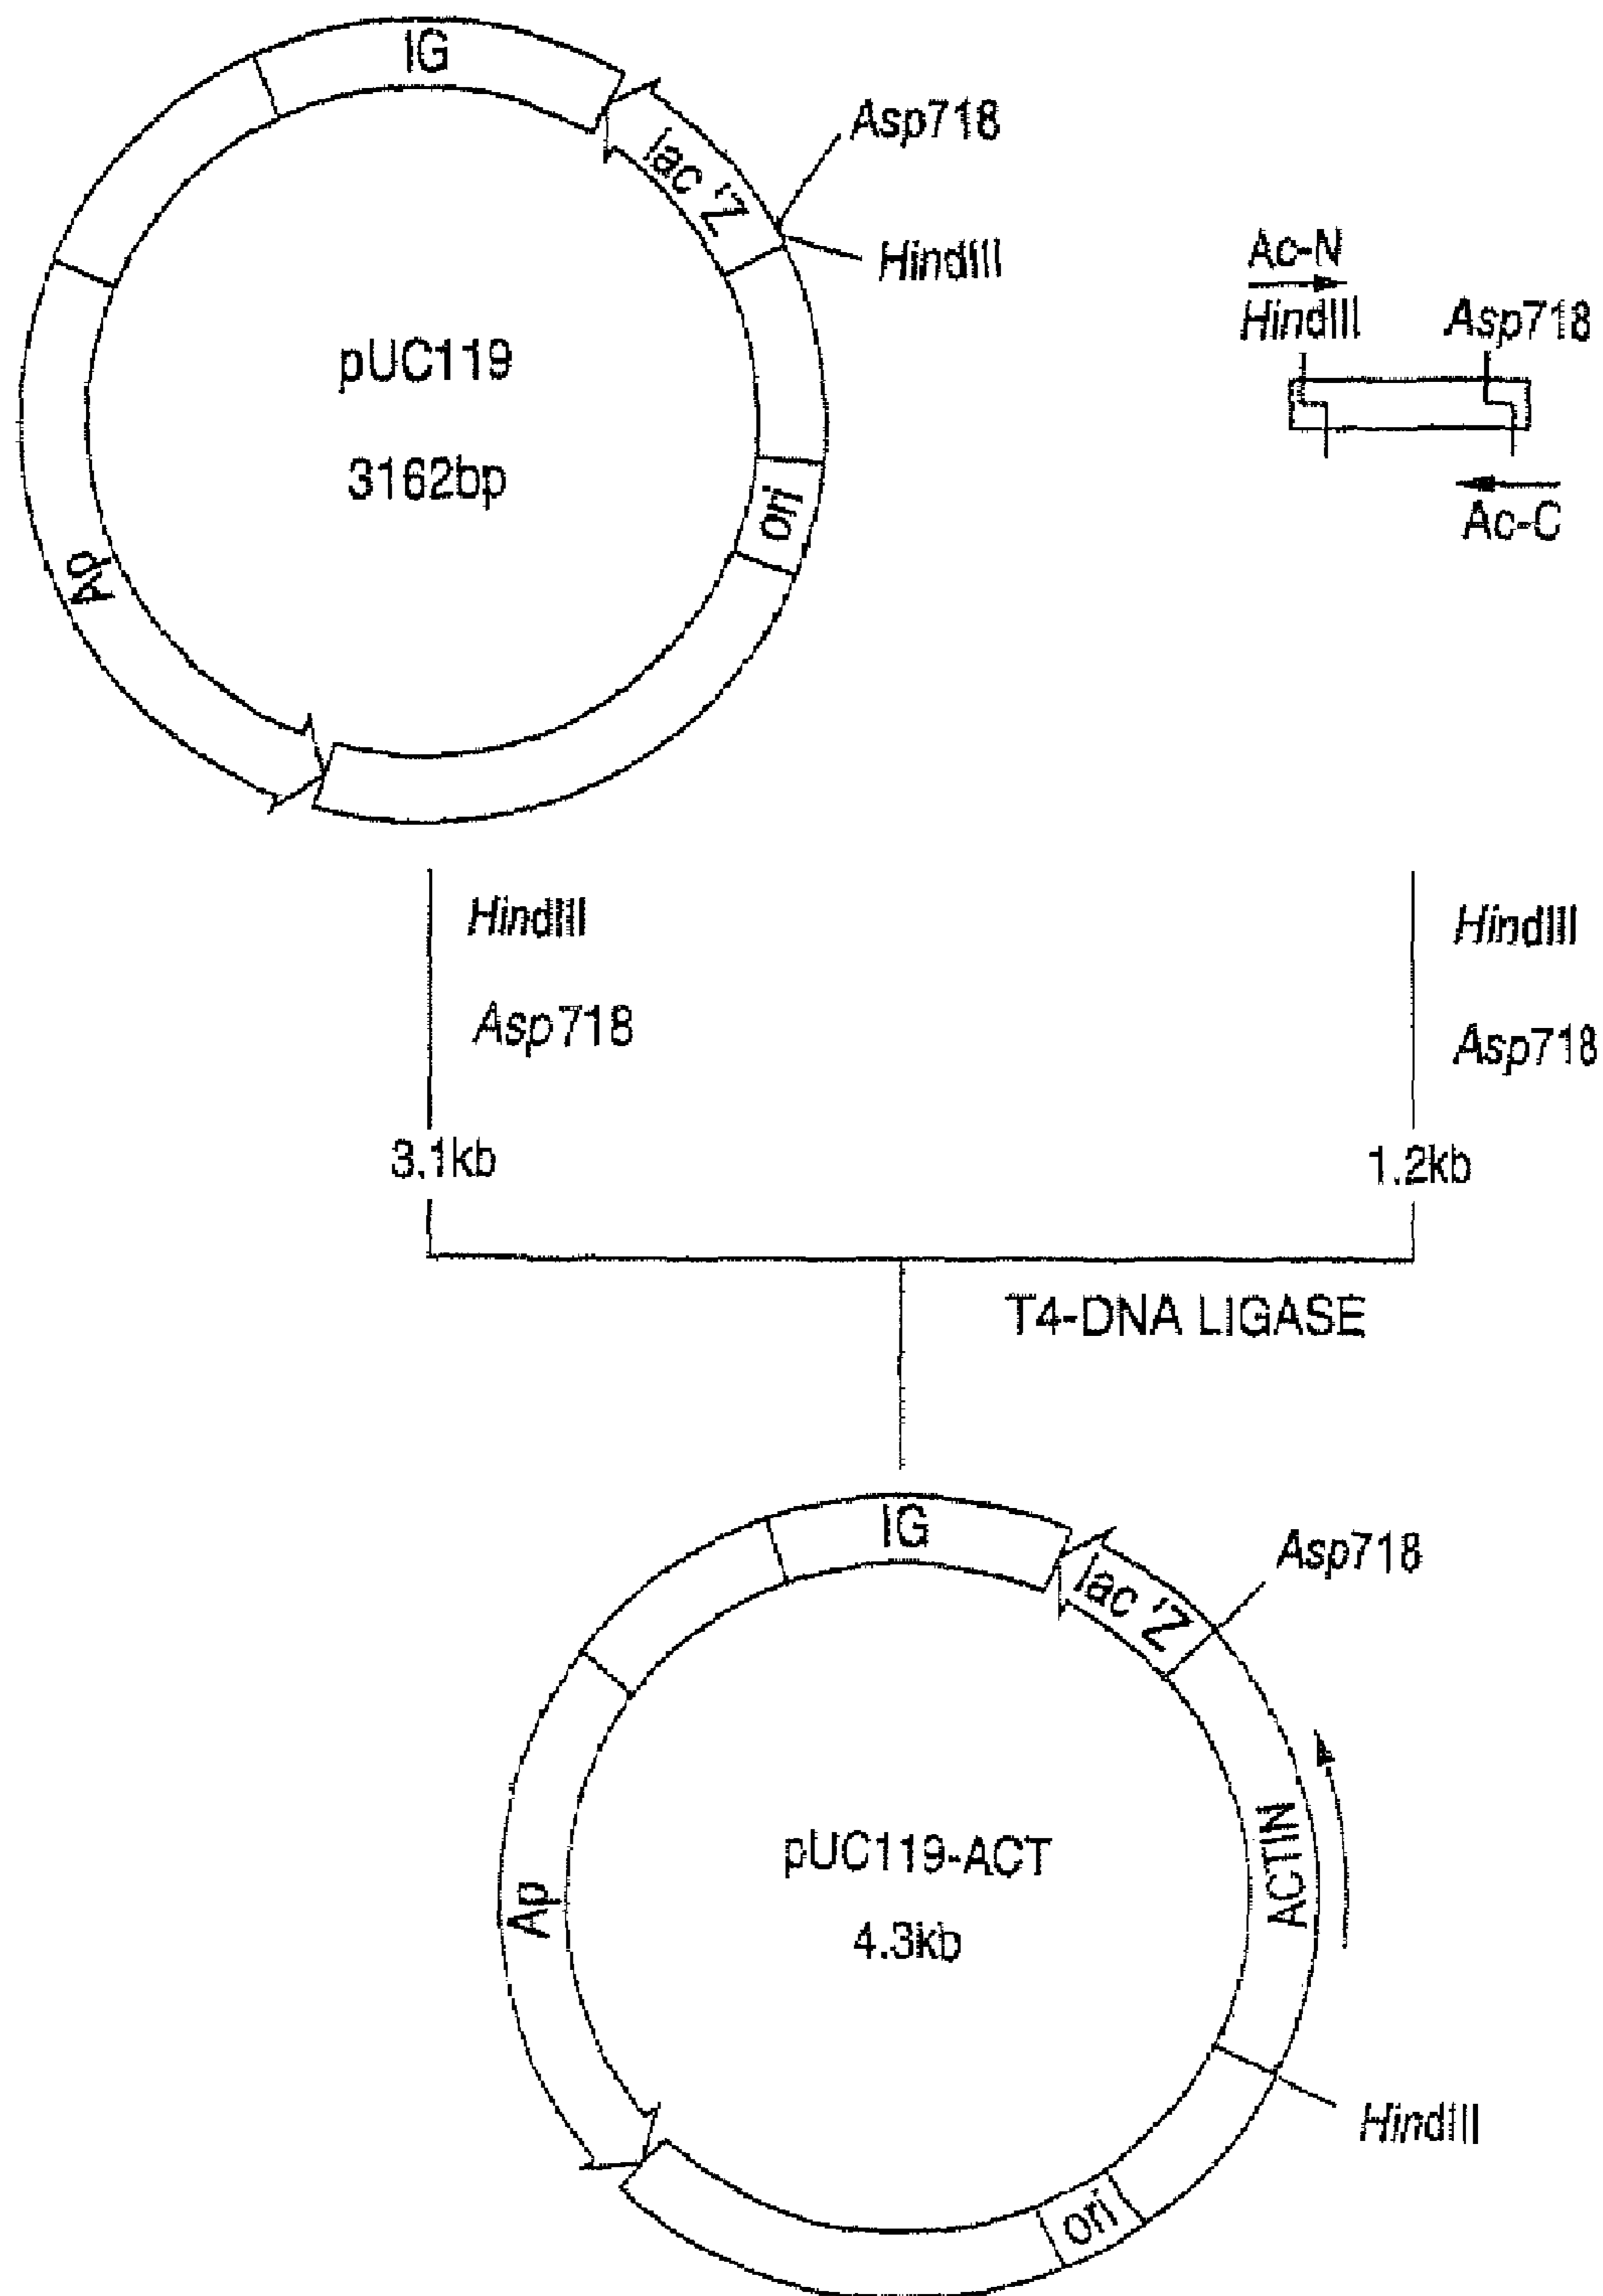 IG
lac 'Z
Asp718
HindIII
pUC119
3162bp
ori
Ap
Ac-N
HindIII
Asp718
Ac-C
HindIII
Asp718
3.1kb
HindIII
Asp718
1.2kb
T4-DNA LIGASE
IG
lac 'Z
Asp718
ACTIN
pUC119-ACT
4.3kb
Ap
HindIII
ori